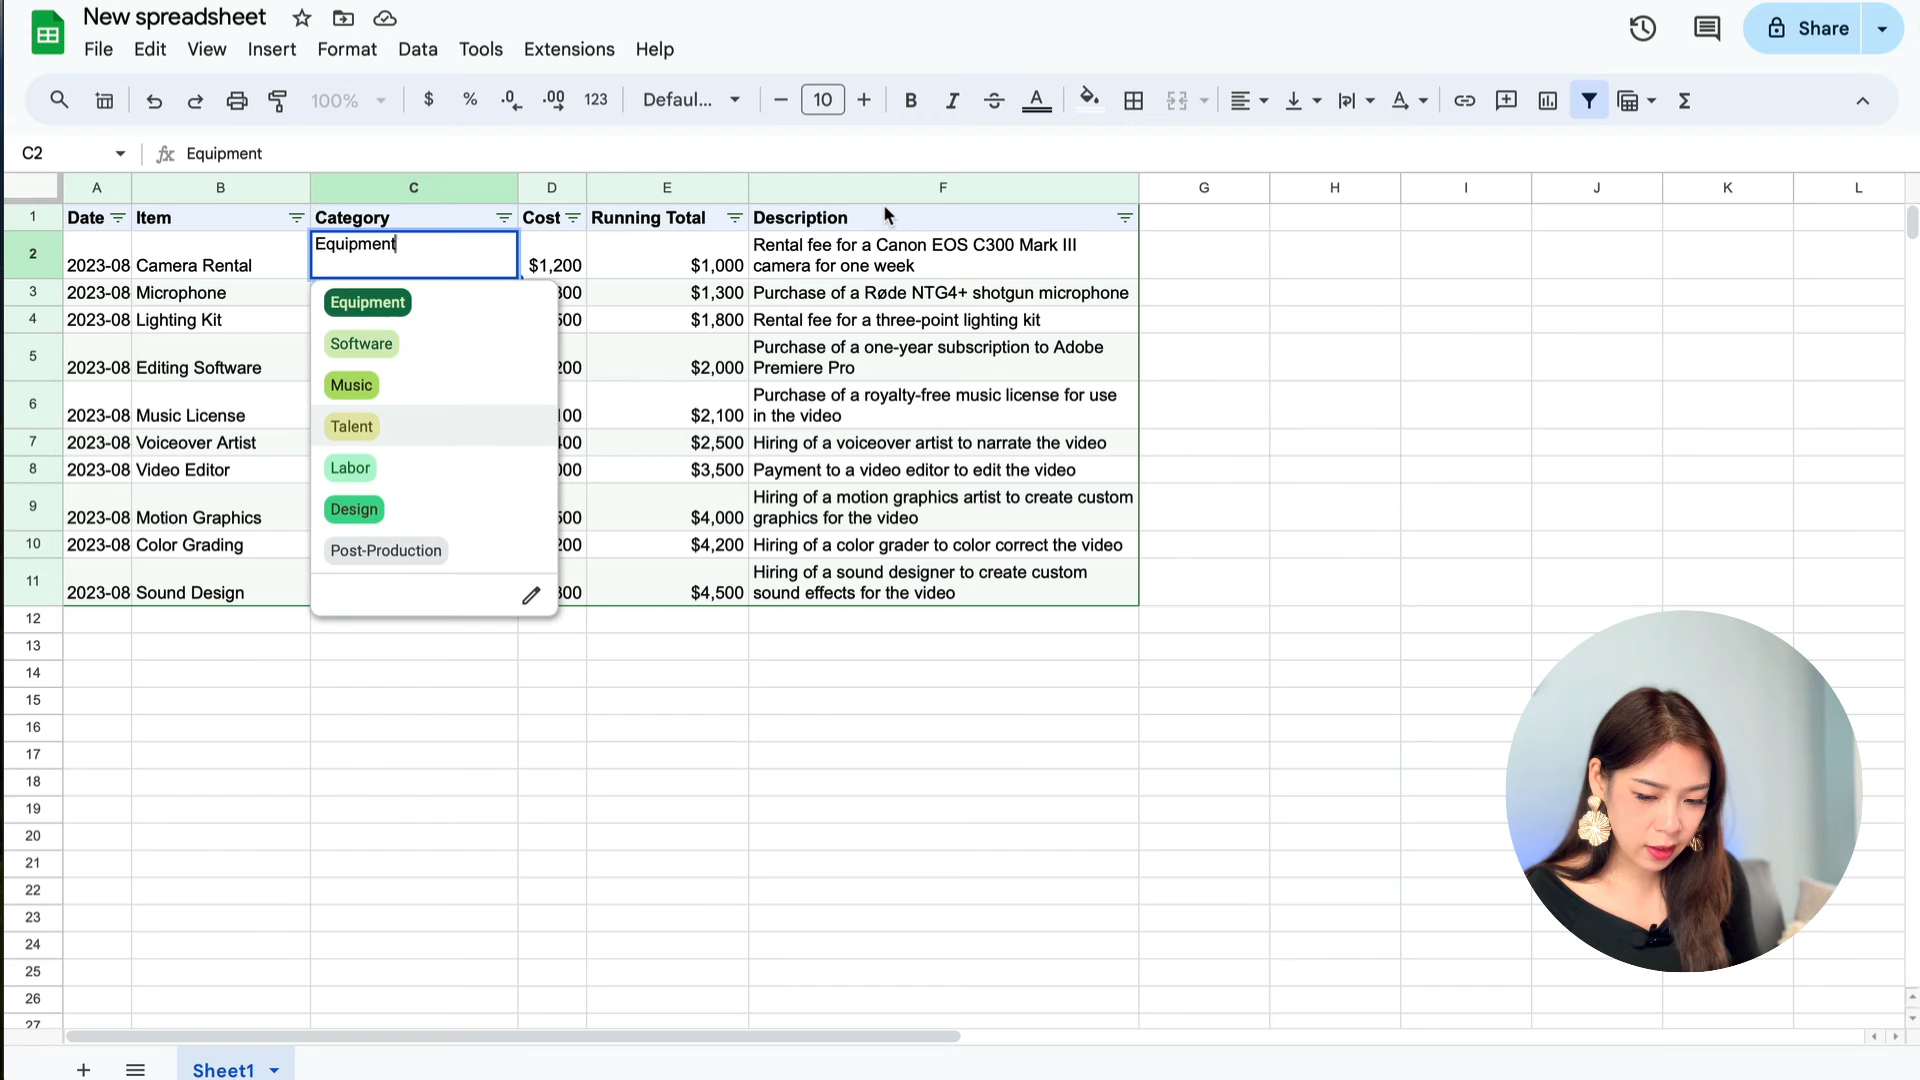 New spreadsheet
File Edit View Insert Format Data Tools Extensions Help
Share
100% $ % .0 .00 123 Defaul... 10 B I S A Σ
C2 fx Equipment
A B C D E F G H I J K L
1 Date Item Category Cost Running Total Description
Equipment
2 2023-08 Camera Rental $1,200 $1,000 Rental fee for a Canon EOS C300 Mark III
camera for one week
3 2023-08 Microphone 300 $1,300 Purchase of a Røde NTG4+ shotgun microphone
4 2023-08 Lighting Kit 500 $1,800 Rental fee for a three-point lighting kit
5 2023-08 Editing Software 200 $2,000 Purchase of a one-year subscription to Adobe
Premiere Pro
6 2023-08 Music License 100 $2,100 Purchase of a royalty-free music license for use
in the video
7 2023-08 Voiceover Artist 400 $2,500 Hiring of a voiceover artist to narrate the video
8 2023-08 Video Editor 000 $3,500 Payment to a video editor to edit the video
9 2023-08 Motion Graphics 500 $4,000 Hiring of a motion graphics artist to create custom
graphics for the video
10 2023-08 Color Grading 200 $4,200 Hiring of a color grader to color correct the video
11 2023-08 Sound Design 300 $4,500 Hiring of a sound designer to create custom
sound effects for the video
Equipment
Software
Music
Talent
Labor
Design
Post-Production
12
13
14
15
16
17
18
19
20
21
22
23
24
25
26
27
Sheet1